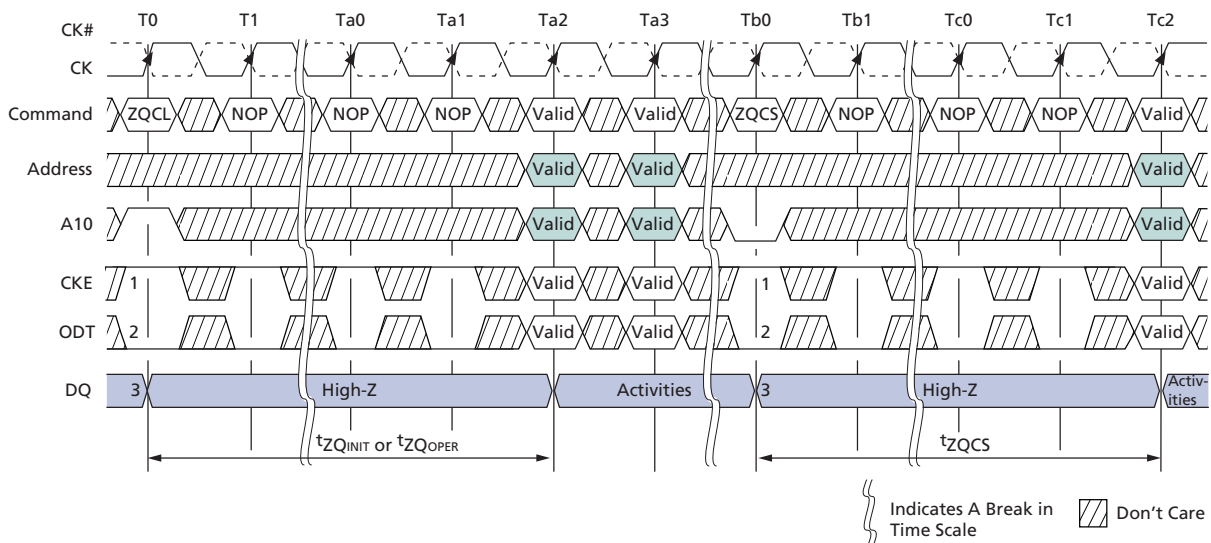 T0 T1 Ta0 Ta1 Ta2 Ta3 Tb0 Tb1 Tc0 Tc1 Tc2
CK#
CK
Command ZQCL NOP NOP NOP Valid Valid ZQCS NOP NOP NOP Valid
Address Valid Valid Valid
A10 Valid Valid Valid
CKE 1 Valid Valid 1 Valid
ODT 2 Valid Valid 2 Valid
DQ 3 High-Z Activities 3 High-Z Activ-
ities
tZQINIT or tZQOPER tZQCS
Indicates A Break in
Time Scale
Don't Care